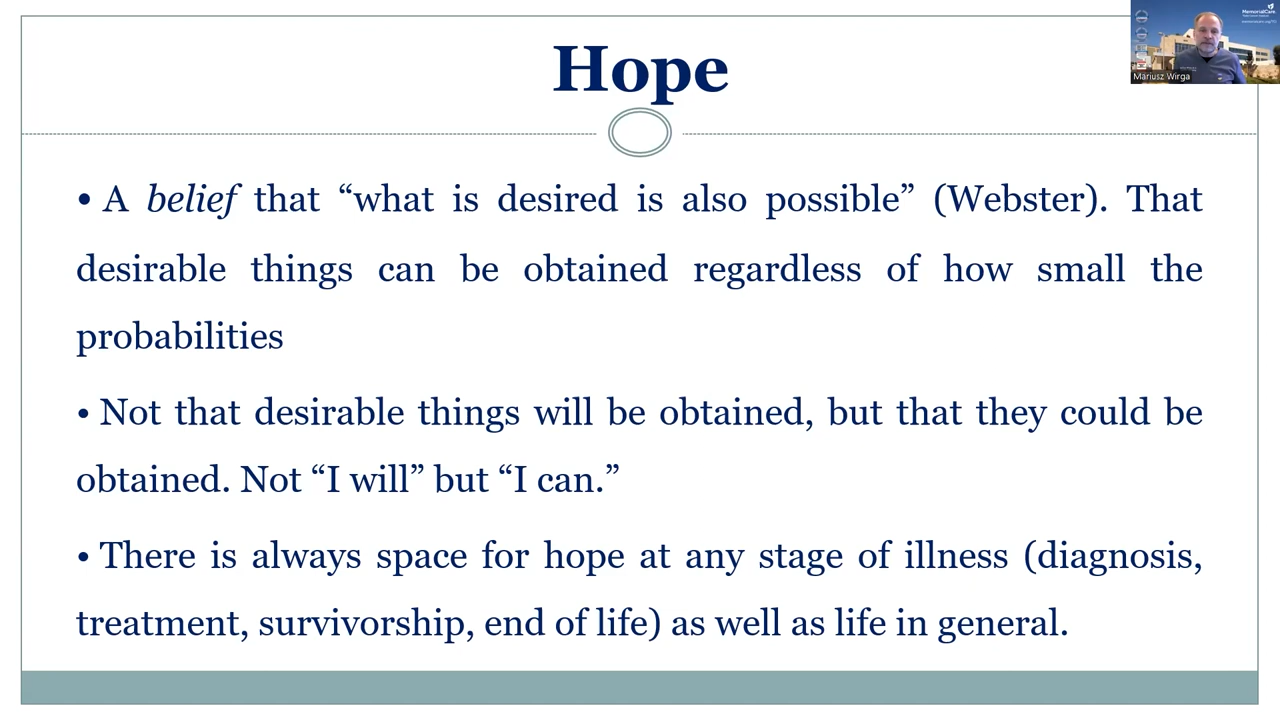 Hope
• A belief that “what is desired is also possible” (Webster). That
desirable things can be obtained regardless of how small the
probabilities
• Not that desirable things will be obtained, but that they could be
obtained. Not “I will” but “I can.”
• There is always space for hope at any stage of illness (diagnosis,
treatment, survivorship, end of life) as well as life in general.
MemorialCare
Mariusz Wirga